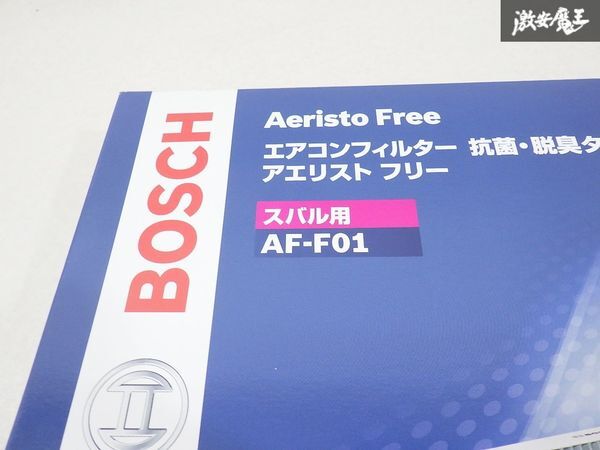 激安魔王
BOSCH
Aeristo Free
エアコンフィルター 抗菌・脱臭タ
アエリスト フリー
スバル用
AF-F01